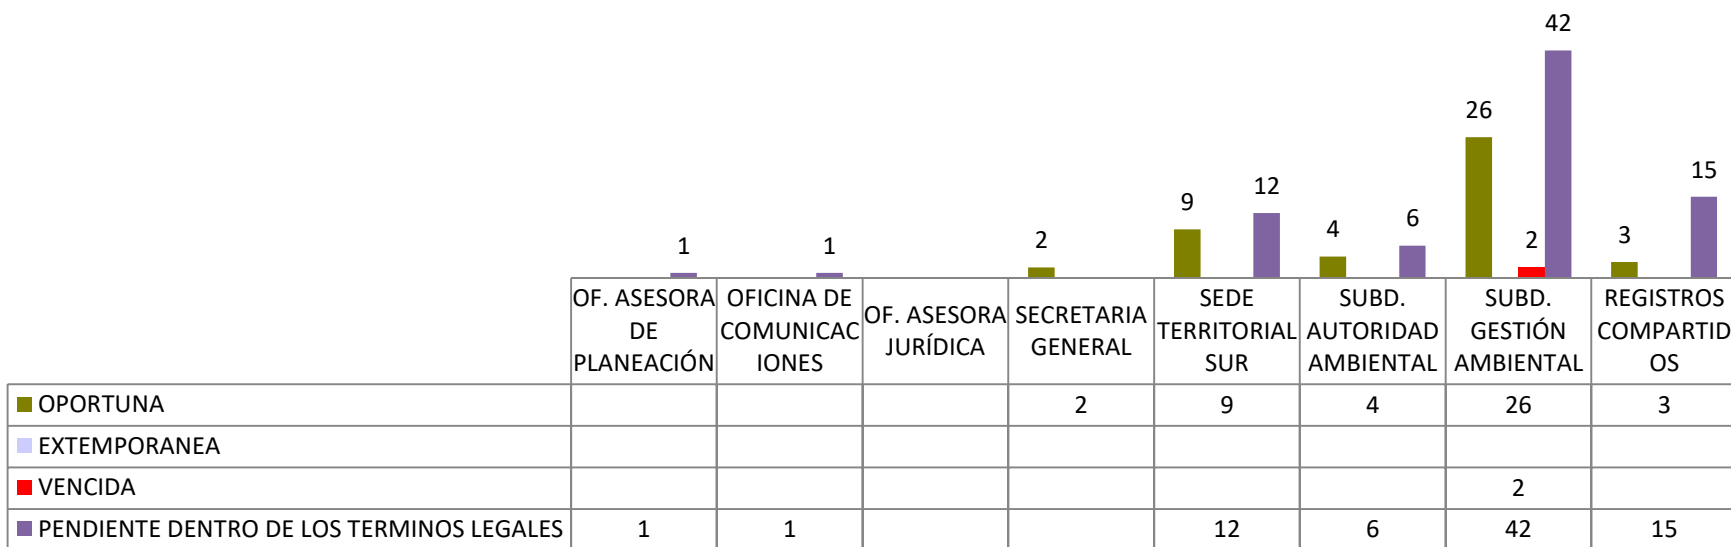 42
26
15
12
9
6
4
3
2
2
1
1
OF. ASESORA DE PLANEACIÓN
OFICINA DE COMUNICAC IONES
OF. ASESORA JURÍDICA
SECRETARIA GENERAL
SEDE TERRITORIAL SUR
SUBD. AUTORIDAD AMBIENTAL
SUBD. GESTIÓN AMBIENTAL
REGISTROS COMPARTID OS
OPORTUNA 2 9 4 26 3
EXTEMPORANEA
VENCIDA 2
PENDIENTE DENTRO DE LOS TERMINOS LEGALES 1 1 12 6 42 15